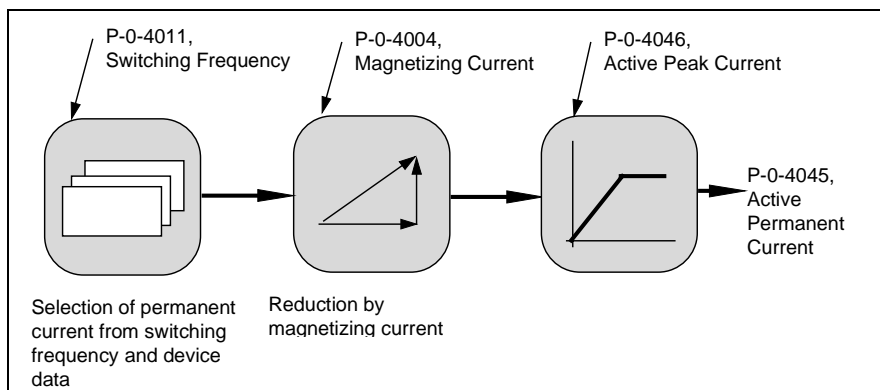 P-0-4011,
Switching Frequency
P-0-4004,
Magnetizing Current
P-0-4046,
Active Peak Current
P-0-4045,
Active
Permanent
Current
Selection of permanent
current from switching
frequency and device
data
Reduction by
magnetizing current